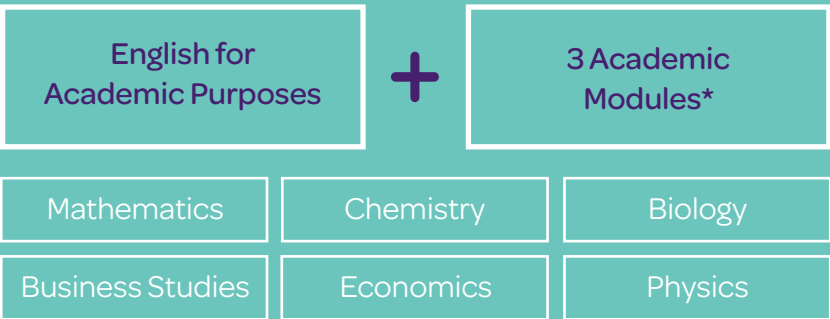 English for
Academic Purposes
+
3 Academic
Modules*
Mathematics
Chemistry
Biology
Business Studies
Economics
Physics